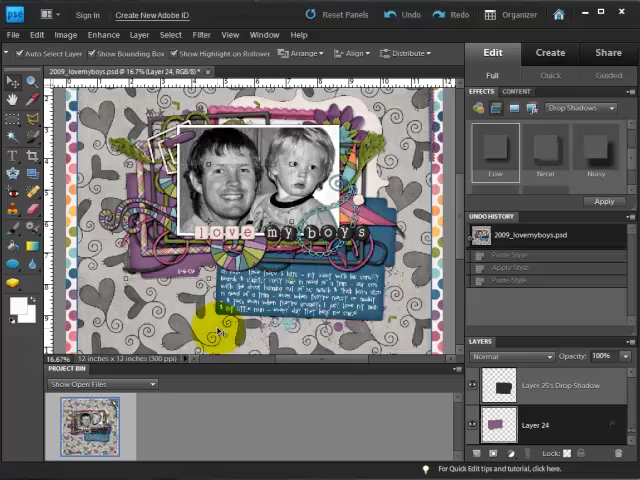 pse Sign In Create New Adobe ID Reset Panels Undo Redo Organizer
File Edit Image Enhance Layer Select Filter View Window Help
Auto Select Layer Show Bounding Box Show Highlight on Rollover Arrange Align Distribute
Edit Create Share
Full Quick Guided
2009_lovemyboys.psd @ 16.7% (Layer 24, RGB/8) *
EFFECTS CONTENT
Drop Shadows
Low Neon Noisy
Apply
UNDO HISTORY
2009_lovemyboys.psd
Paste Style
Apply Style
Paste Style
love my boys
16.67% 12 inches x 12 inches (300 ppi)
LAYERS
Normal Opacity: 100%
Layer 25's Drop Shadow
Layer 24
Lock:
PROJECT BIN
Show Open Files
For Quick Edit tips and tutorial, click here.